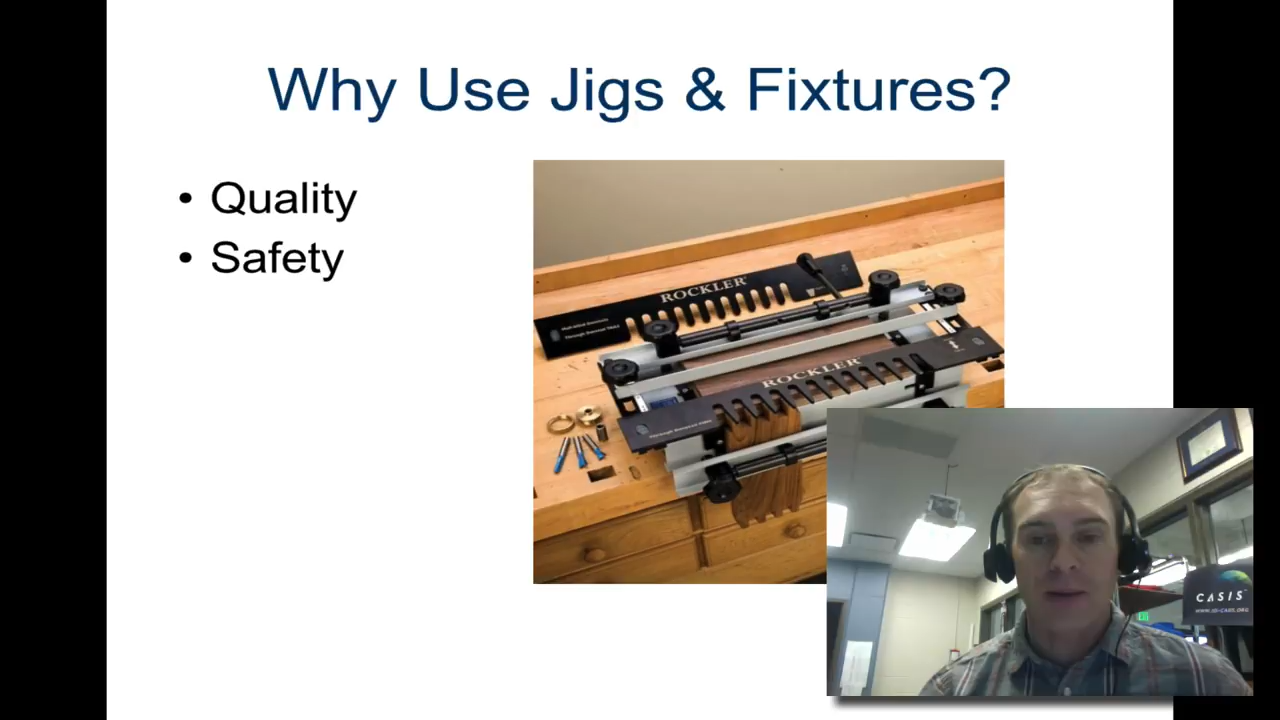 Why Use Jigs & Fixtures?
• Quality
• Safety
ROCKLER
ROCKLER
CASIS